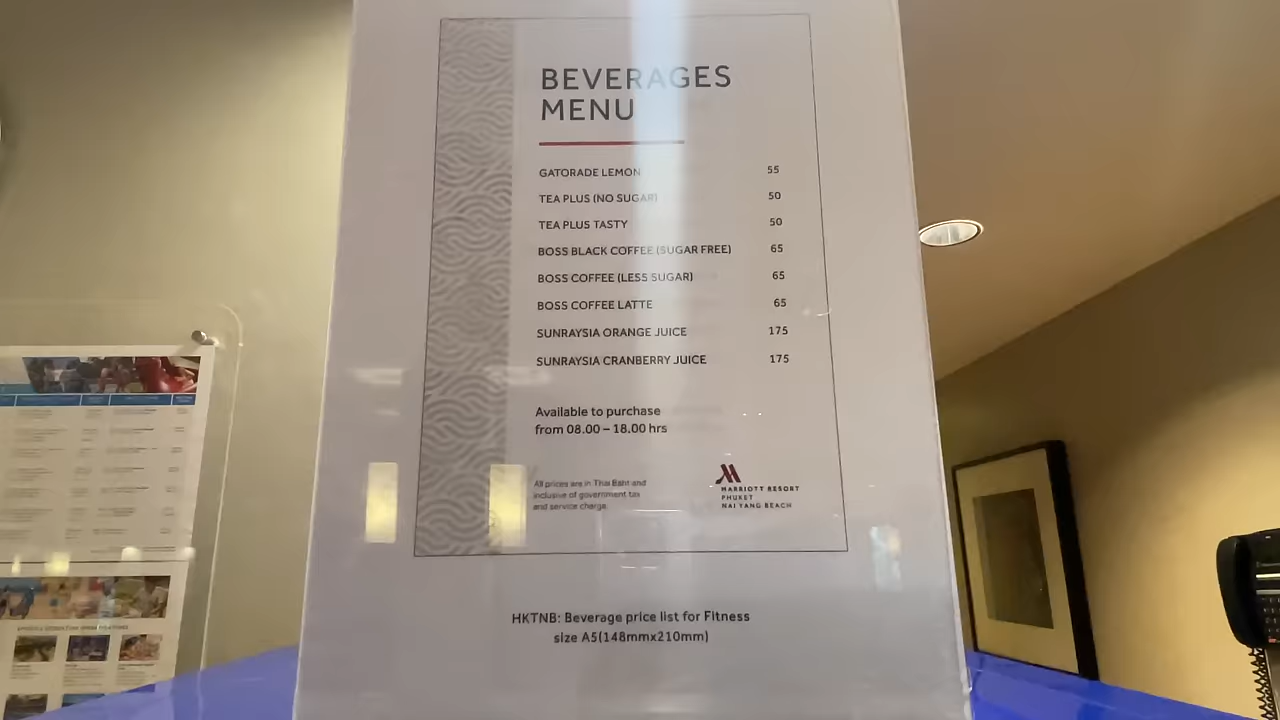 BEVERAGES
MENU
GATORADE LEMON 55
TEA PLUS (NO SUGAR) 50
TEA PLUS TASTY 50
BOSS BLACK COFFEE (SUGAR FREE) 65
BOSS COFFEE (LESS SUGAR) 65
BOSS COFFEE LATTE 65
SUNRAYSIA ORANGE JUICE 175
SUNRAYSIA CRANBERRY JUICE 175
Available to purchase
from 08.00 – 18.00 hrs
All prices are in Thai Baht and
inclusive of government tax
and service charge.
MARRIOTT RESORT
PHUKET
NAI YANG BEACH
HKTNB: Beverage price list for Fitness
size A5(148mmx210mm)